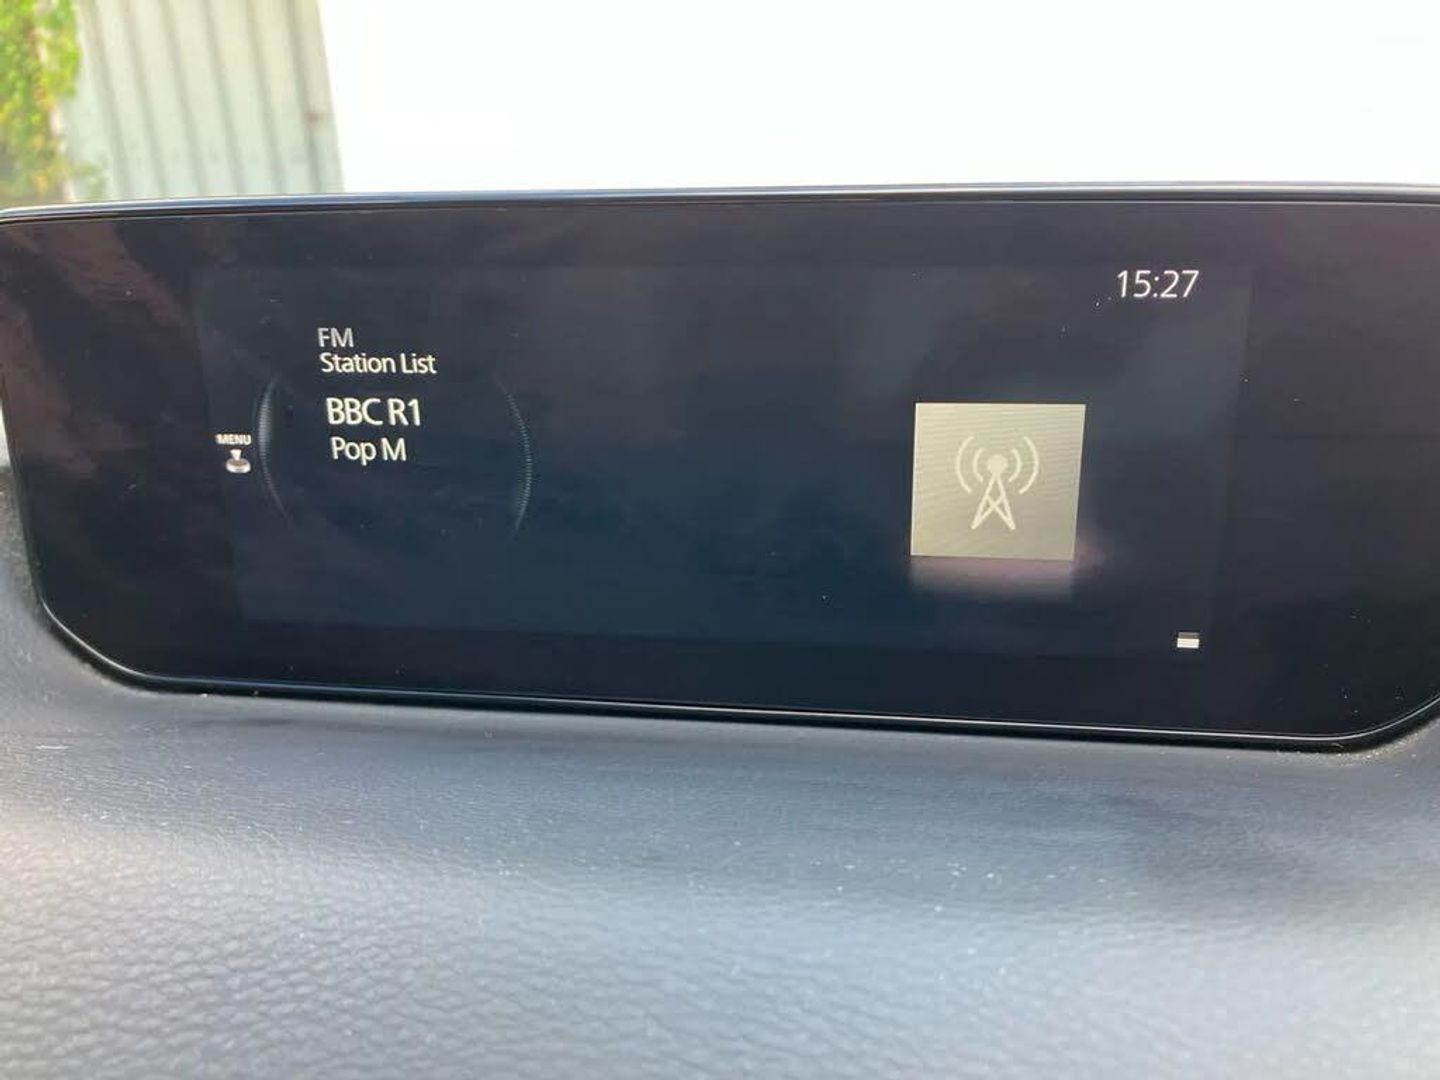 15:27
FM
Station List
BBC R1
MENU
Pop M